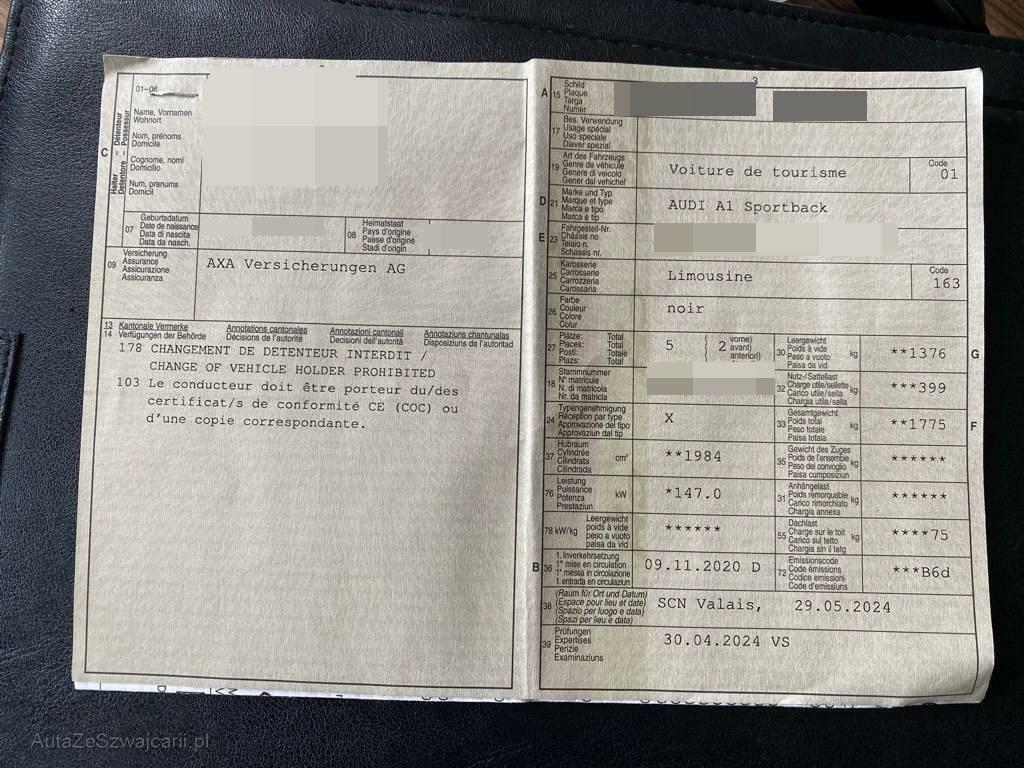 01-06
C
Halter - Détenteur
Detentore - Possessur
Name, Vornamen
Wohnort
Nom, prénoms
Domicile
Cognome, nomi
Domicilio
Num, prenums
Domicil
07
Geburtsdatum
Date de naissance
Data di nascita
Data da nasch.
08
Heimatstaat
Pays d'origine
Paese d'origine
Stadi d'origin
09
Versicherung
Assurance
Assicurazione
Assicuranza
AXA Versicherungen AG
13 Kantonale Vermerke Annotations cantonales Annotazioni cantonali Annotaziuns chantunalas
14 Verfügungen der Behörde Décisions de l'autorité Decisioni dell'autorità Disposiziuns da l'autoritad
178 CHANGEMENT DE DETENTEUR INTERDIT /
CHANGE OF VEHICLE HOLDER PROHIBITED
103 Le conducteur doit être porteur du/des
certificat/s de conformité CE (COC) ou
d'une copie correspondante.
A 15
Schild
Plaque
Targa
Numer
17
Bes. Verwendung
Usage spécial
Uso speciale
Diever spezial
19
Art des Fahrzeugs
Genre de véhicule
Genere di veicolo
Gener dal vehichel
Voiture de tourisme
Code
01
D 21
Marke und Typ
Marque et type
Marca e tipo
Marca e tip
AUDI A1 Sportback
E 23
Fahrgestell-Nr.
Châssis no
Telaio n.
Schassis nr.
25
Karosserie
Carrosserie
Carrozzeria
Carossaria
Limousine
Code
163
26
Farbe
Couleur
Colore
Colur
noir
27
Plätze: Total
Places: Total
Posti: Totale
Plazs: Total
5 ( 2 vorne)
avant)
anteriori)
30
Leergewicht
Poids à vide
Peso a vuoto
Paisa da vid
kg
**1376
G
18
Stammnummer
N° matricule
N. di matricola
Nr. da matricla
32
Nutz-/Sattellast
Charge utile/sellette
Carico utile/sella
Chargia utila/sella
kg
***399
24
Typengenehmigung
Réception par type
Approvazione del tipo
Approvaziun dal tip
X
33
Gesamtgewicht
Poids total
Peso totale
Paisa totala
kg
**1775
F
37
Hubraum
Cylindrée
Cilindrata
Cilindrada
cm³
**1984
35
Gewicht des Zuges
Poids de l'ensemble
Peso del convoglio
Paisa cumposiziun
kg
******
76
Leistung
Puissance
Potenza
Prestaziun
kW
*147.0
31
Anhängelast
Poids remorquable
Carico rimorchiato
Chargia annexa
kg
******
78 kW/kg
Leergewicht
poids à vide
peso a vuoto
paisa da vid
******
55
Dachlast
Charge sur le toit
Carico sul tetto
Chargia sin il tetg
kg
****75
B 36
1. Inverkehrsetzung
1re mise en circulation
1a messa in circolazione
1. entrada en circulaziun
09.11.2020 D
72
Emissionscode
Code émissions
Codice emissioni
Code d'emissiuns
***B6d
38
(Raum für Ort und Datum)
(Espace pour lieu et date)
(Spazio per luogo e data)
(Spazi per lieu e data)
SCN Valais, 29.05.2024
39
Prüfungen
Expertises
Perizie
Examinaziuns
30.04.2024 VS
AutaZeSzwajcarii.pl